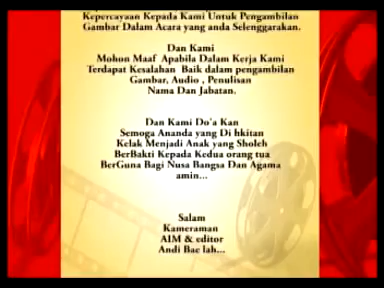 Kepercayaan Kepada Kami Untuk Pengambilan
Gambar Dalam Acara yang anda Selenggarakan.
Dan Kami
Mohon Maaf Apabila Dalam Kerja Kami
Terdapat Kesalahan Baik dalam pengambilan
Gambar, Audio , Penulisan
Nama Dan Jabatan.
Dan Kami Do'a Kan
Semoga Ananda yang Di hkitan
Kelak Menjadi Anak yang Sholeh
BerBakti Kepada Kedua orang tua
BerGuna Bagi Nusa Bangsa Dan Agama
amin...
Salam
Kameraman
AIM & editor
Andi Bae lah...